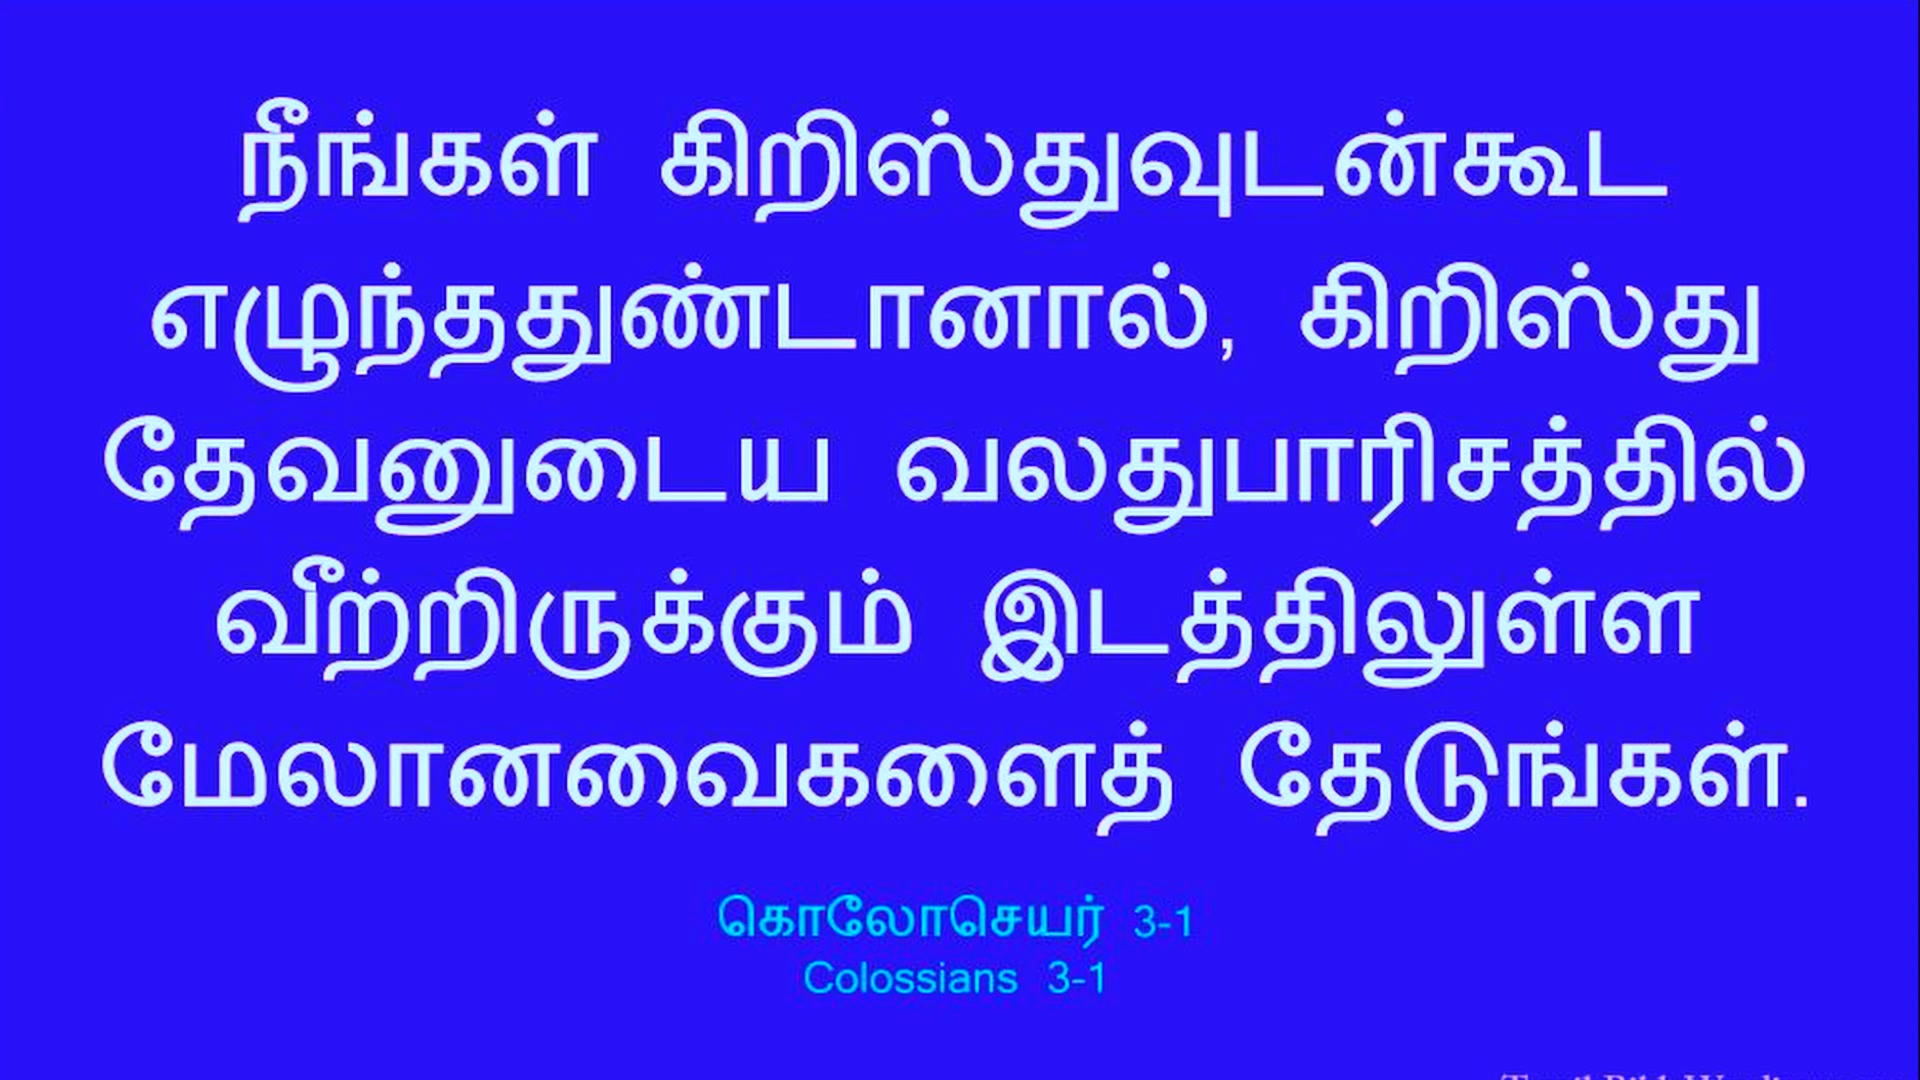 நீங்கள் கிறிஸ்துவுடன்கூட
எழுந்ததுண்டானால், கிறிஸ்து
தேவனுடைய வலதுபாரிசத்தில்
வீற்றிருக்கும் இடத்திலுள்ள
மேலானவைகளைத் தேடுங்கள்.
கொலோசெயர் 3-1
Colossians 3-1